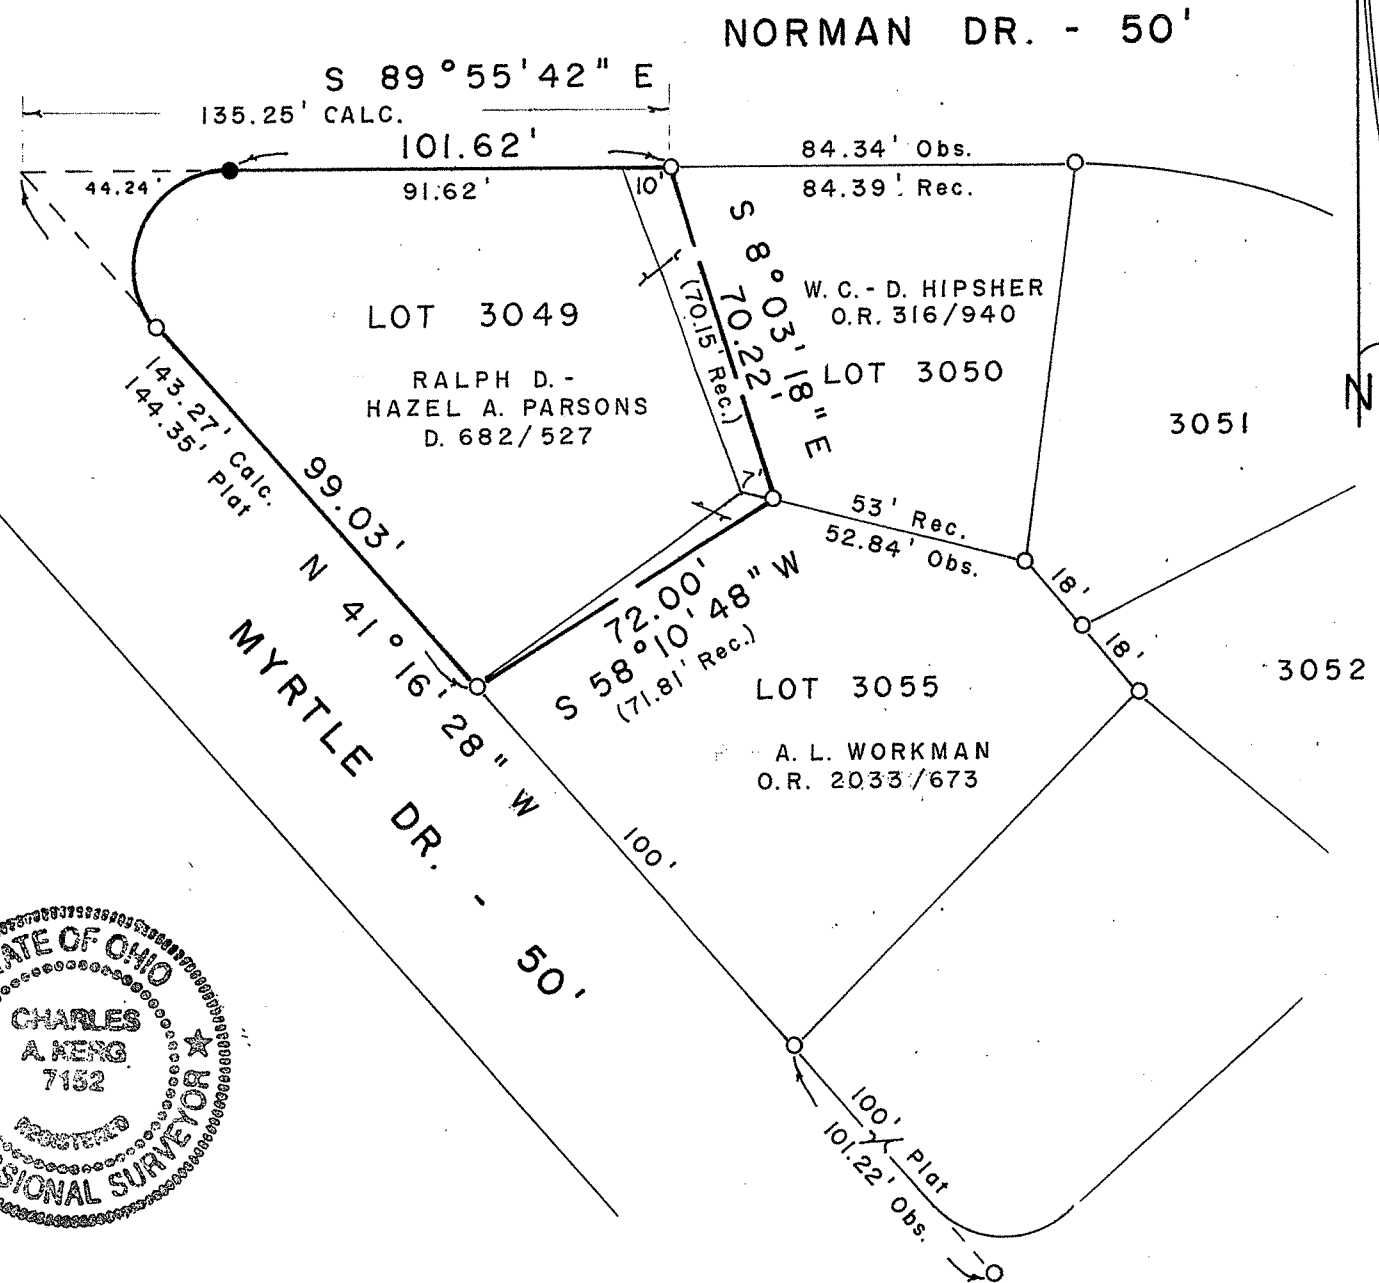 NORMAN DR. - 50'
S 89°55'42" E
135.25' CALC.
101.62'
44.24'
91.62'
10'
84.34' Obs.
84.39' Rec.
S 8°03'18" E
70.22'
(70.15' Rec.)
W. C. - D. HIPSHER
O.R. 316/940
LOT 3050
LOT 3049
RALPH D. -
HAZEL A. PARSONS
D. 682/527
3051
N
143.27' Calc.
144.35' Plat
99.03'
N 41°16'28" W
7'
53' Rec.
52.84' Obs.
18'
18'
72.00'
S 58°10'48" W
(71.81' Rec.)
LOT 3055
A. L. WORKMAN
O.R. 2033/673
3052
MYRTLE DR. - 50'
100'
100' Plat
101.22' Obs.
ATE OF OHIO
CHARLES
A. KERG
7152
REGISTERED
SIONAL SURVEYOR